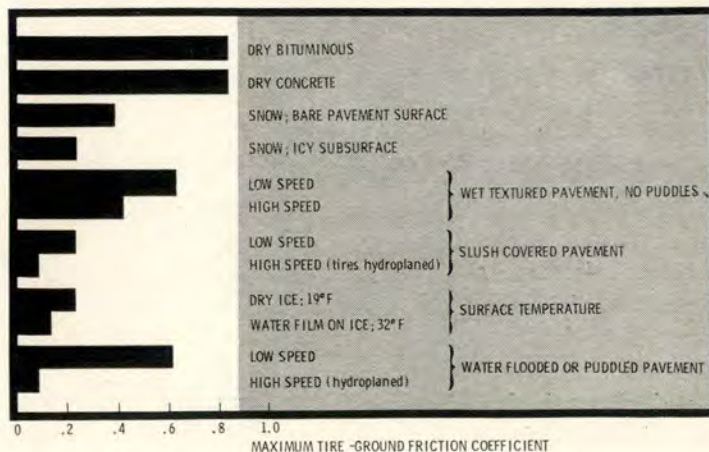 DRY BITUMINOUS
DRY CONCRETE
SNOW; BARE PAVEMENT SURFACE
SNOW; ICY SUBSURFACE
LOW SPEED
HIGH SPEED
WET TEXTURED PAVEMENT, NO PUDDLES
LOW SPEED
HIGH SPEED (tires hydroplaned)
SLUSH COVERED PAVEMENT
DRY ICE; 19°F
WATER FILM ON ICE; 32°F
SURFACE TEMPERATURE
LOW SPEED
HIGH SPEED (hydroplaned)
WATER FLOODED OR PUDDLED PAVEMENT
0 .2 .4 .6 .8 1.0
MAXIMUM TIRE -GROUND FRICTION COEFFICIENT